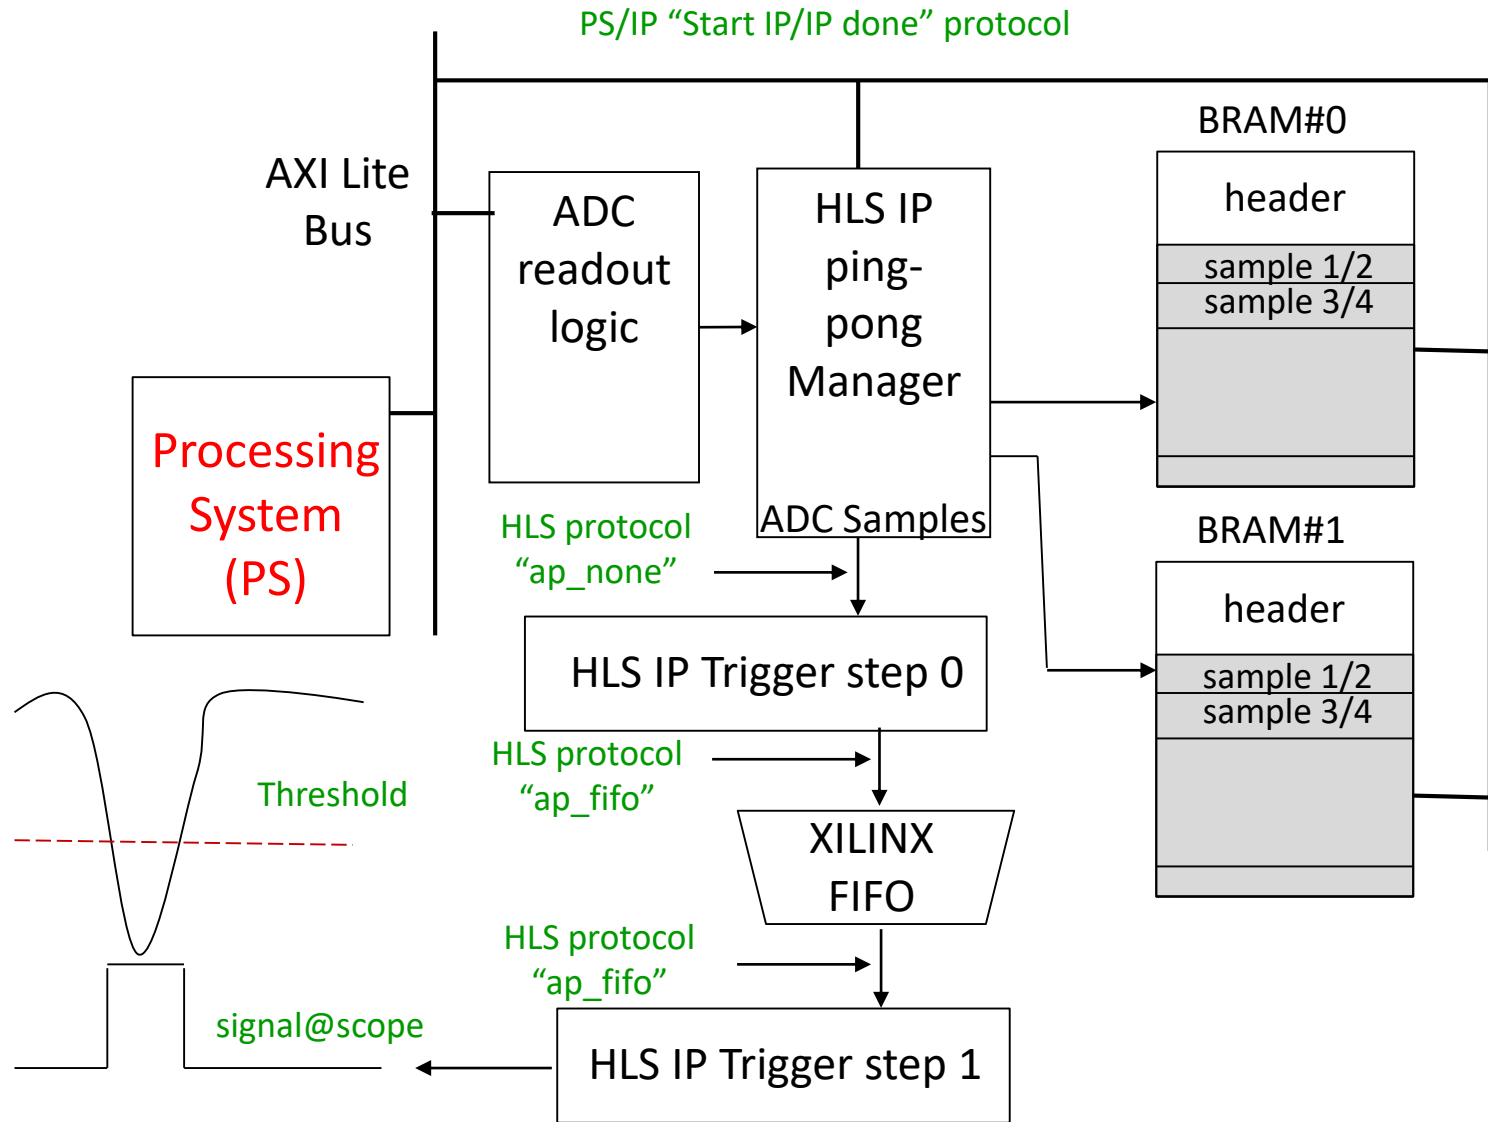 PS/IP “Start IP/IP done” protocol
AXI Lite
Bus
ADC
readout
logic
HLS IP
ping-
pong
Manager
ADC Samples
BRAM#0
header
sample 1/2
sample 3/4
Processing
System
(PS)
HLS protocol
“ap_none”
BRAM#1
header
sample 1/2
sample 3/4
HLS IP Trigger step 0
HLS protocol
“ap_fifo”
Threshold
XILINX
FIFO
HLS protocol
“ap_fifo”
signal@scope
HLS IP Trigger step 1